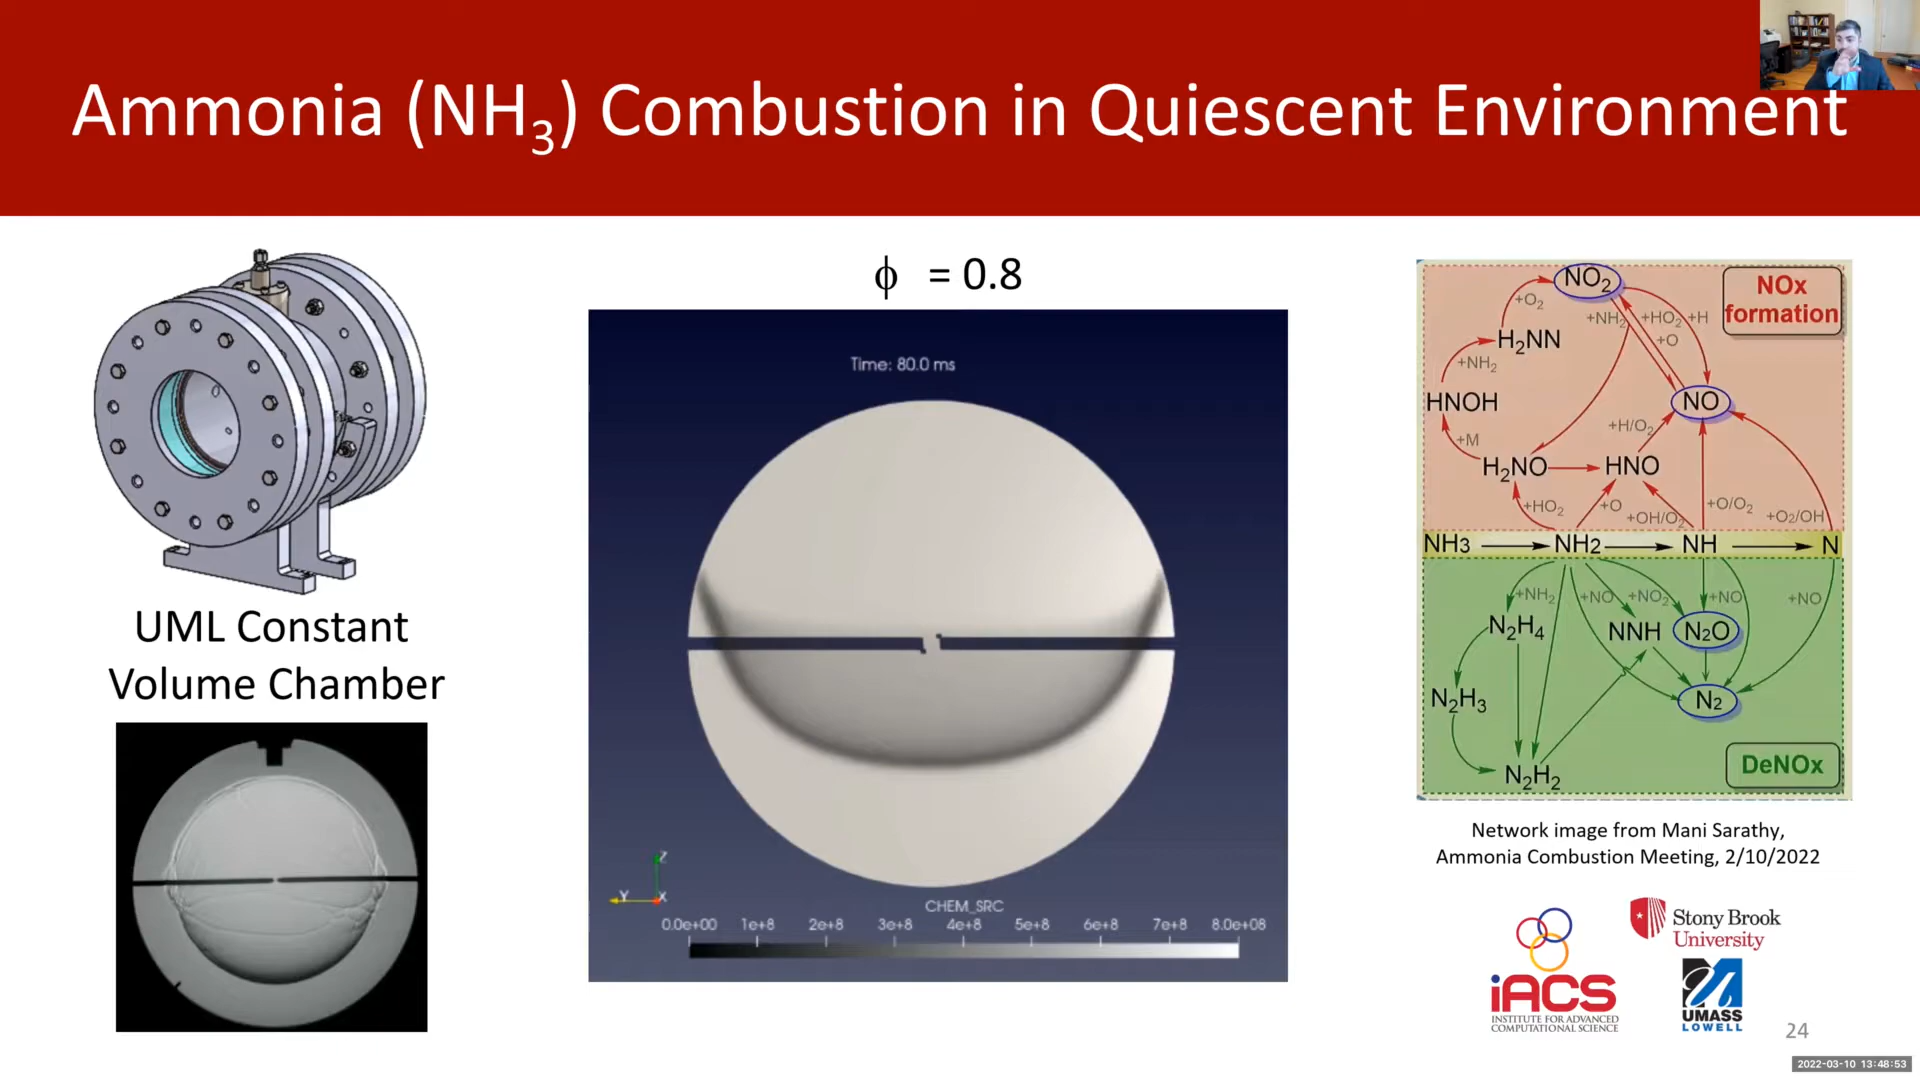 Ammonia (NH₃) Combustion in Quiescent Environment
UML Constant
Volume Chamber
ϕ = 0.8
Time: 80.0 ms
Z
Y
X
CHEM_SRC
0.0e+00 1e+8 2e+8 3e+8 4e+8 5e+8 6e+8 7e+8 8.0e+08
NO₂
NOx
formation
+O₂
+NH₂
+HO₂
+H
+O
H₂NN
+NH₂
HNOH
NO
+M
+H/O₂
H₂NO
HNO
+HO₂
+O
+OH/O₂
+O/O₂
+O₂/OH
NH3
NH2
NH
N
+NH₂
+NO
+NO₂
+NO
+NO
N₂H₄
NNH
N₂O
N₂H₃
N₂
N₂H₂
DeNOx
Network image from Mani Sarathy,
Ammonia Combustion Meeting, 2/10/2022
iACS
INSTITUTE FOR ADVANCED
COMPUTATIONAL SCIENCE
Stony Brook
University
UMASS
LOWELL
24
2022-03-10 13:48:53